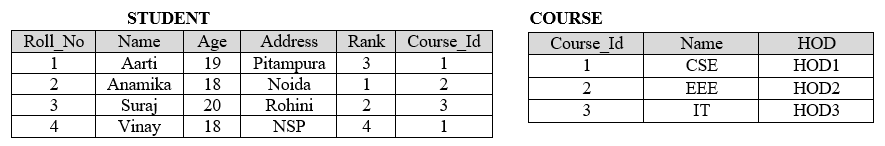 STUDENT
Roll_No Name Age Address Rank Course_Id
1 Aarti 19 Pitampura 3 1
2 Anamika 18 Noida 1 2
3 Suraj 20 Rohini 2 3
4 Vinay 18 NSP 4 1
COURSE
Course_Id Name HOD
1 CSE HOD1
2 EEE HOD2
3 IT HOD3